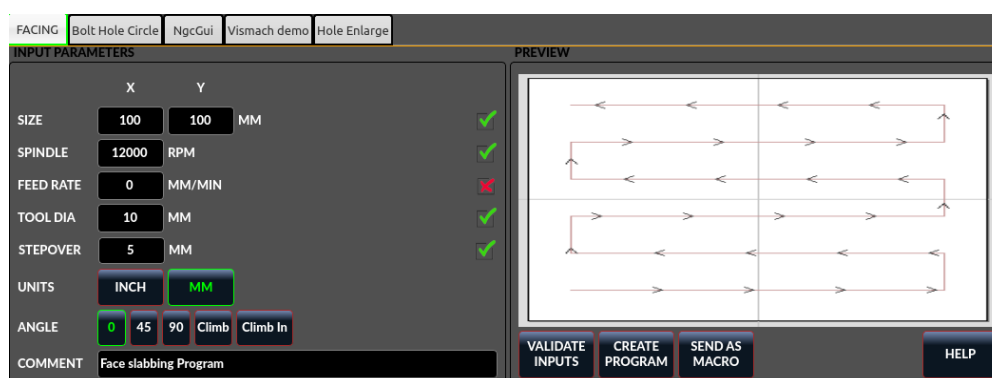 FACING Bolt Hole Circle NgcGui Vismach demo Hole Enlarge
INPUT PARAMETERS PREVIEW
X Y
SIZE 100 100 MM
SPINDLE 12000 RPM
FEED RATE 0 MM/MIN
TOOL DIA 10 MM
STEPOVER 5 MM
UNITS INCH MM
ANGLE 0 45 90 Climb Climb In
COMMENT Face slabbing Program
VALIDATE INPUTS
CREATE PROGRAM
SEND AS MACRO
HELP